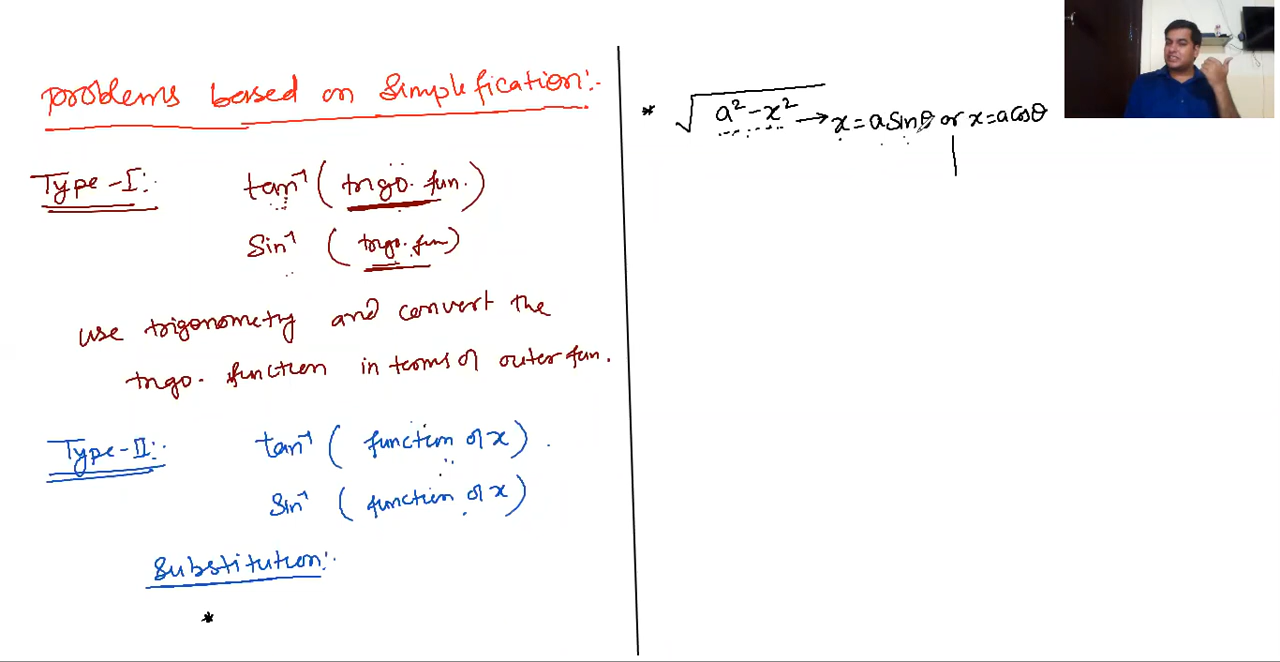 problems based on Simplefication:-
Type-I:- tan⁻¹ (trigo. fun.)
Sin⁻¹ (trigo. fun)
use trigonometry and convert the
trigo. function in terms of outer fun.
Type-II:- tan⁻¹ (function of x).
Sin⁻¹ (function of x)
Substitution:-
*
* √(a²-x²) → x=a Sinθ or x=a cosθ